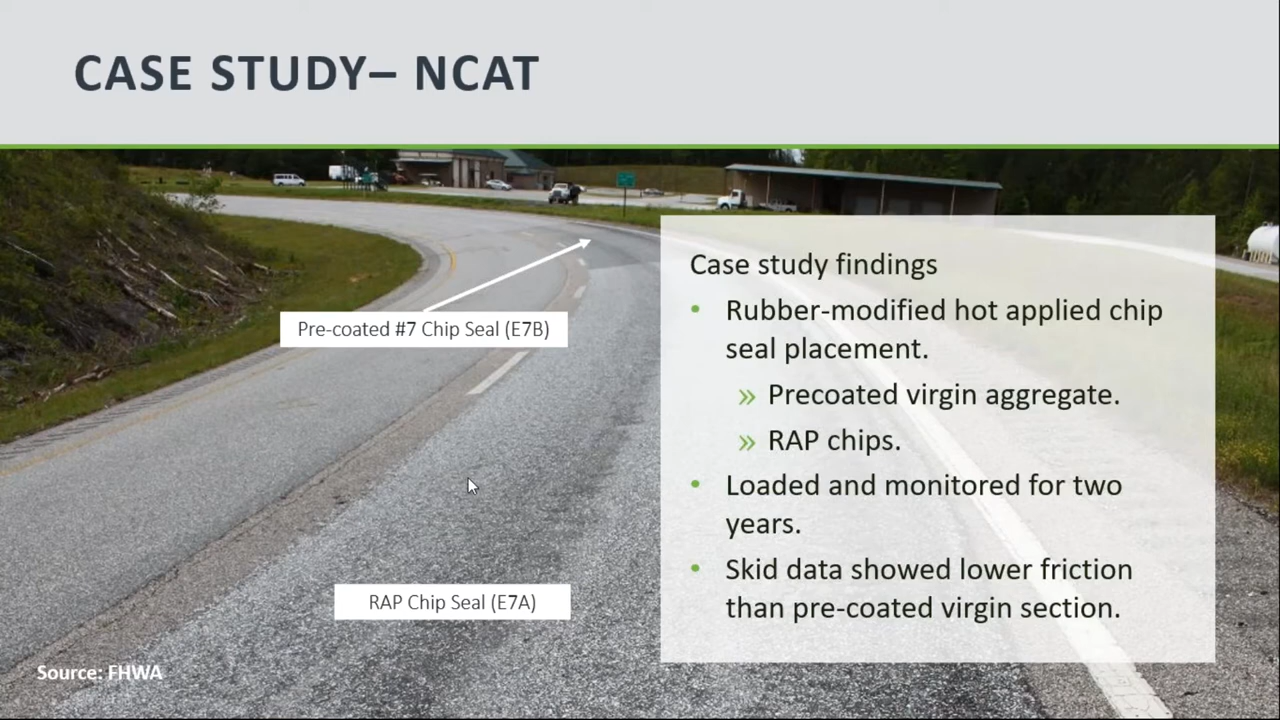 CASE STUDY– NCAT
Pre-coated #7 Chip Seal (E7B)
RAP Chip Seal (E7A)
Source: FHWA
Case study findings
• Rubber-modified hot applied chip
seal placement.
» Precoated virgin aggregate.
» RAP chips.
• Loaded and monitored for two
years.
• Skid data showed lower friction
than pre-coated virgin section.